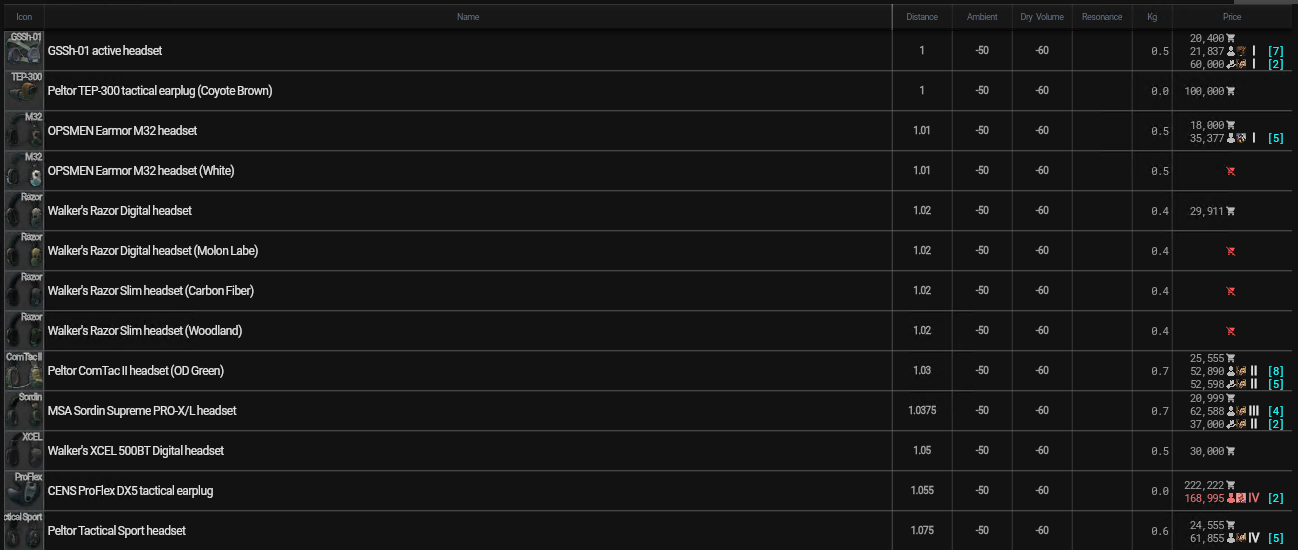 Icon Name Distance Ambient Dry Volume Resonance Kg Price
GSSh-01 GSSh-01 active headset 1 -50 -60 0.5 20,400
21,837 I [7]
60,000 I [2]
TEP-300 Peltor TEP-300 tactical earplug (Coyote Brown) 1 -50 -60 0.0 100,000
M32 OPSMEN Earmor M32 headset 1.01 -50 -60 0.5 18,000
35,377 I [5]
M32 OPSMEN Earmor M32 headset (White) 1.01 -50 -60 0.5
Razor Walker's Razor Digital headset 1.02 -50 -60 0.4 29,911
Razor Walker's Razor Digital headset (Molon Labe) 1.02 -50 -60 0.4
Razor Walker's Razor Slim headset (Carbon Fiber) 1.02 -50 -60 0.4
Razor Walker's Razor Slim headset (Woodland) 1.02 -50 -60 0.4
ComTac II Peltor ComTac II headset (OD Green) 1.03 -50 -60 0.7 25,555
52,890 II [8]
52,598 II [5]
Sordin MSA Sordin Supreme PRO-X/L headset 1.0375 -50 -60 0.7 20,999
62,588 III [4]
37,000 II [2]
XCEL Walker's XCEL 500BT Digital headset 1.05 -50 -60 0.5 30,000
ProFlex CENS ProFlex DX5 tactical earplug 1.055 -50 -60 0.0 222,222
168,995 IV [2]
ctical Sport Peltor Tactical Sport headset 1.075 -50 -60 0.6 24,555
61,855 IV [5]